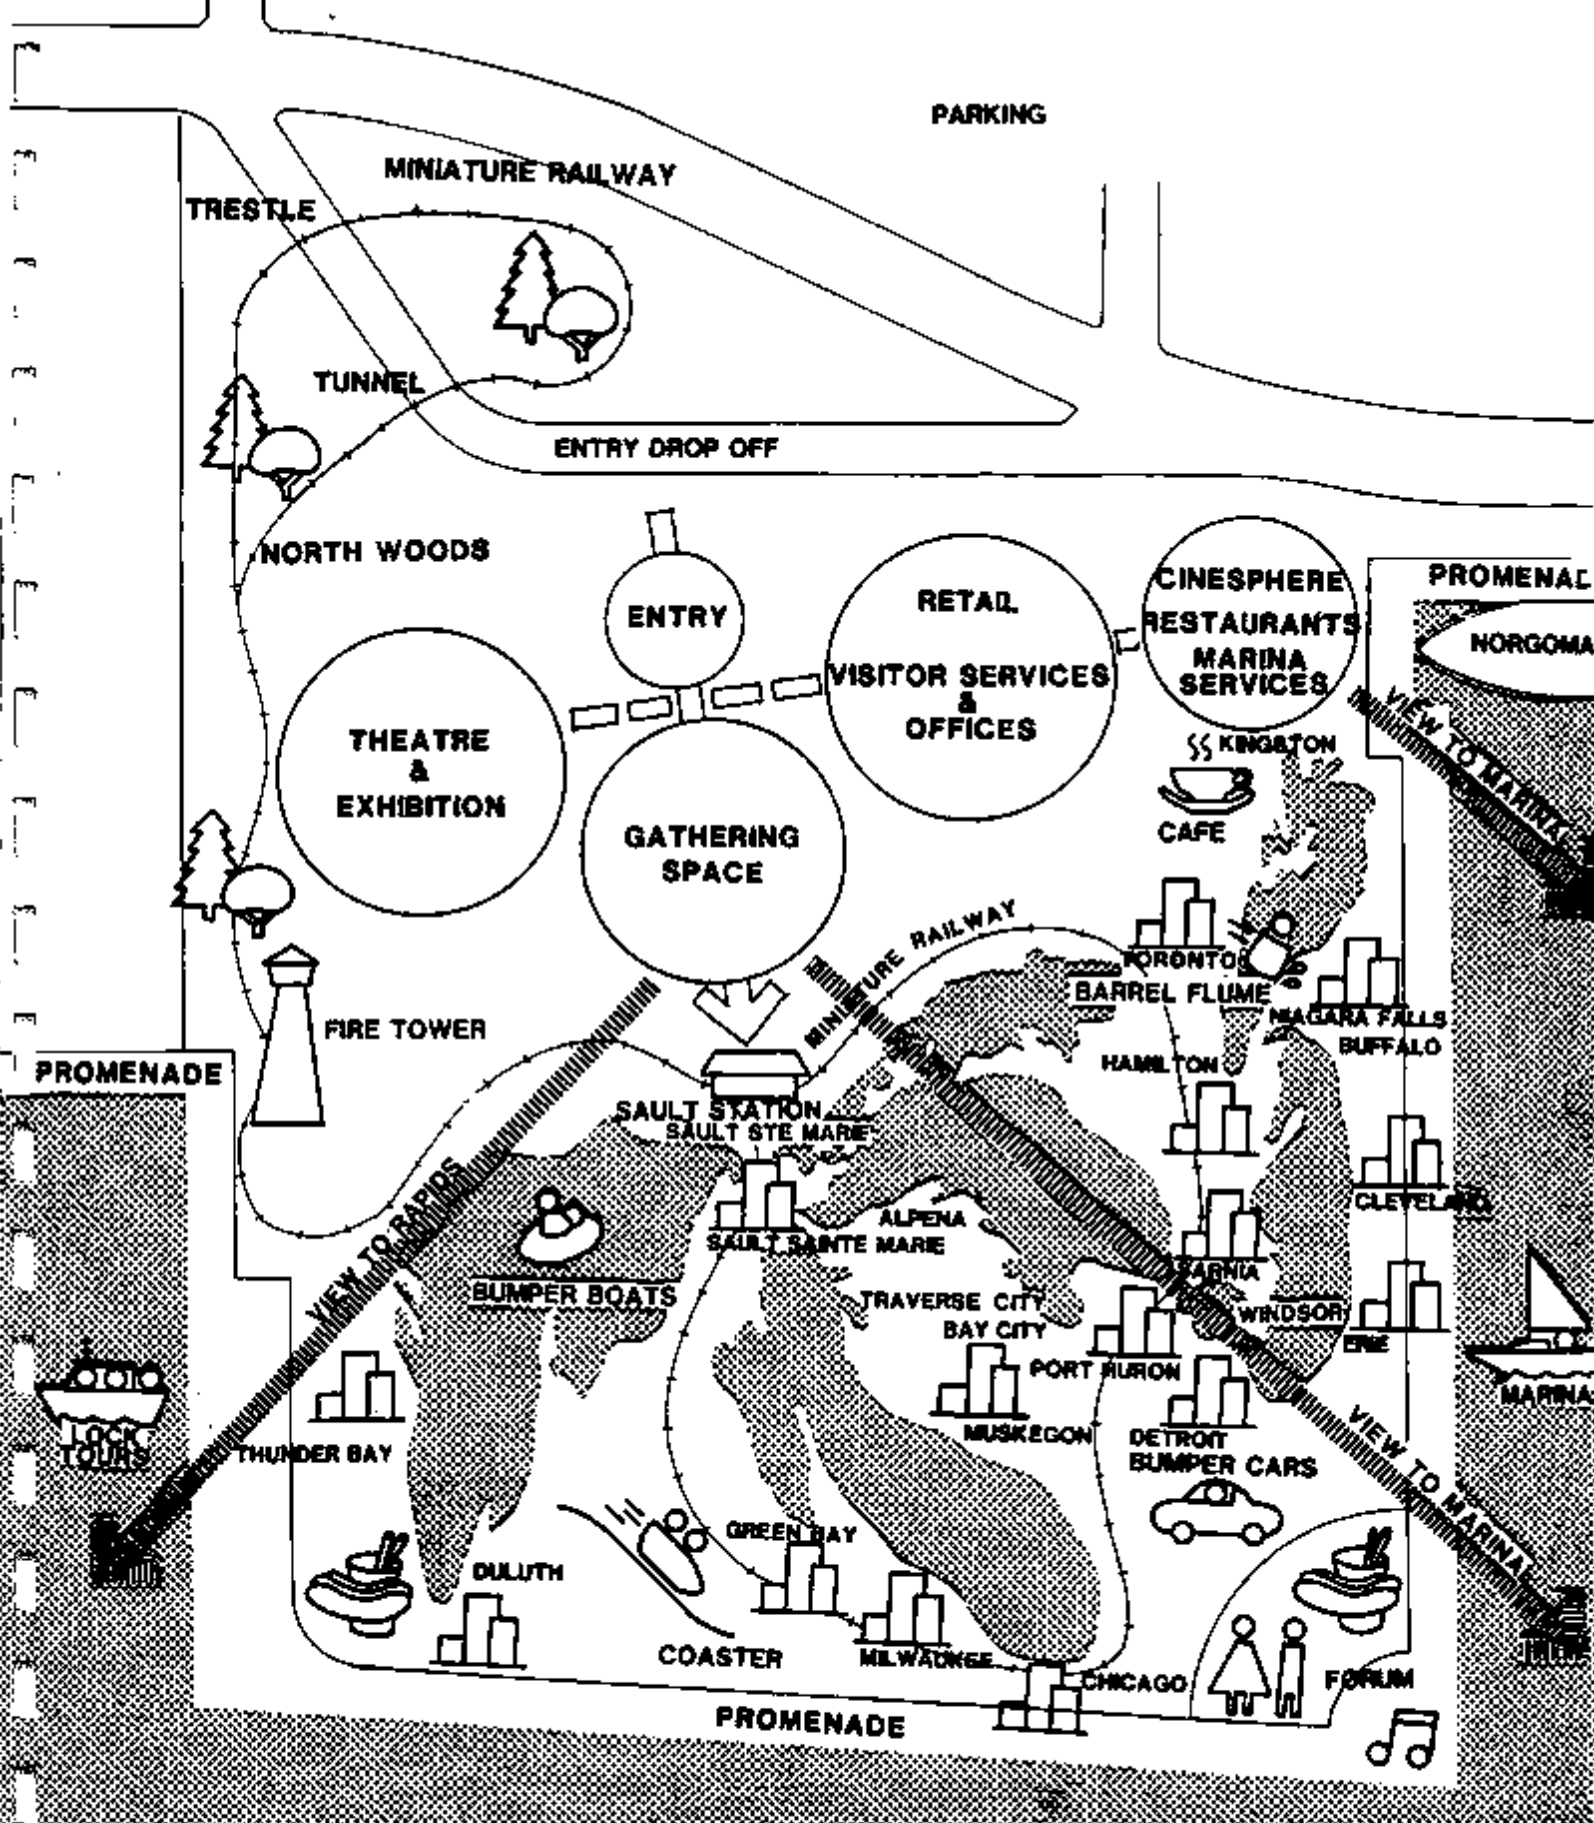 PARKING
MINIATURE RAILWAY
TRESTLE
TUNNEL
ENTRY DROP OFF
NORTH WOODS
ENTRY
RETAIL
VISITOR SERVICES
&
OFFICES
CINESPHERE
RESTAURANTS
MARINA
SERVICES
PROMENAD
NORGOMA
VIEW TO MARINA
THEATRE
&
EXHIBITION
GATHERING
SPACE
KINGSTON
CAFE
MINIATURE RAILWAY
TORONTO
BARREL FLUME
NIAGARA FALLS
BUFFALO
FIRE TOWER
PROMENADE
HAMILTON
SAULT STATION
SAULT STE MARIE
CLEVELAND
VIEW TO RAPIDS
ALPENA
SAULT SAINTE MARIE
SARNIA
BUMPER BOATS
TRAVERSE CITY
BAY CITY
WINDSOR
ERIE
PORT HURON
MARINA
LOCK
TOURS
THUNDER BAY
MUSKEGON
DETROIT
BUMPER CARS
VIEW TO MARINA
GREEN BAY
DULUTH
COASTER
MILWAUKEE
CHICAGO
FORUM
PROMENADE